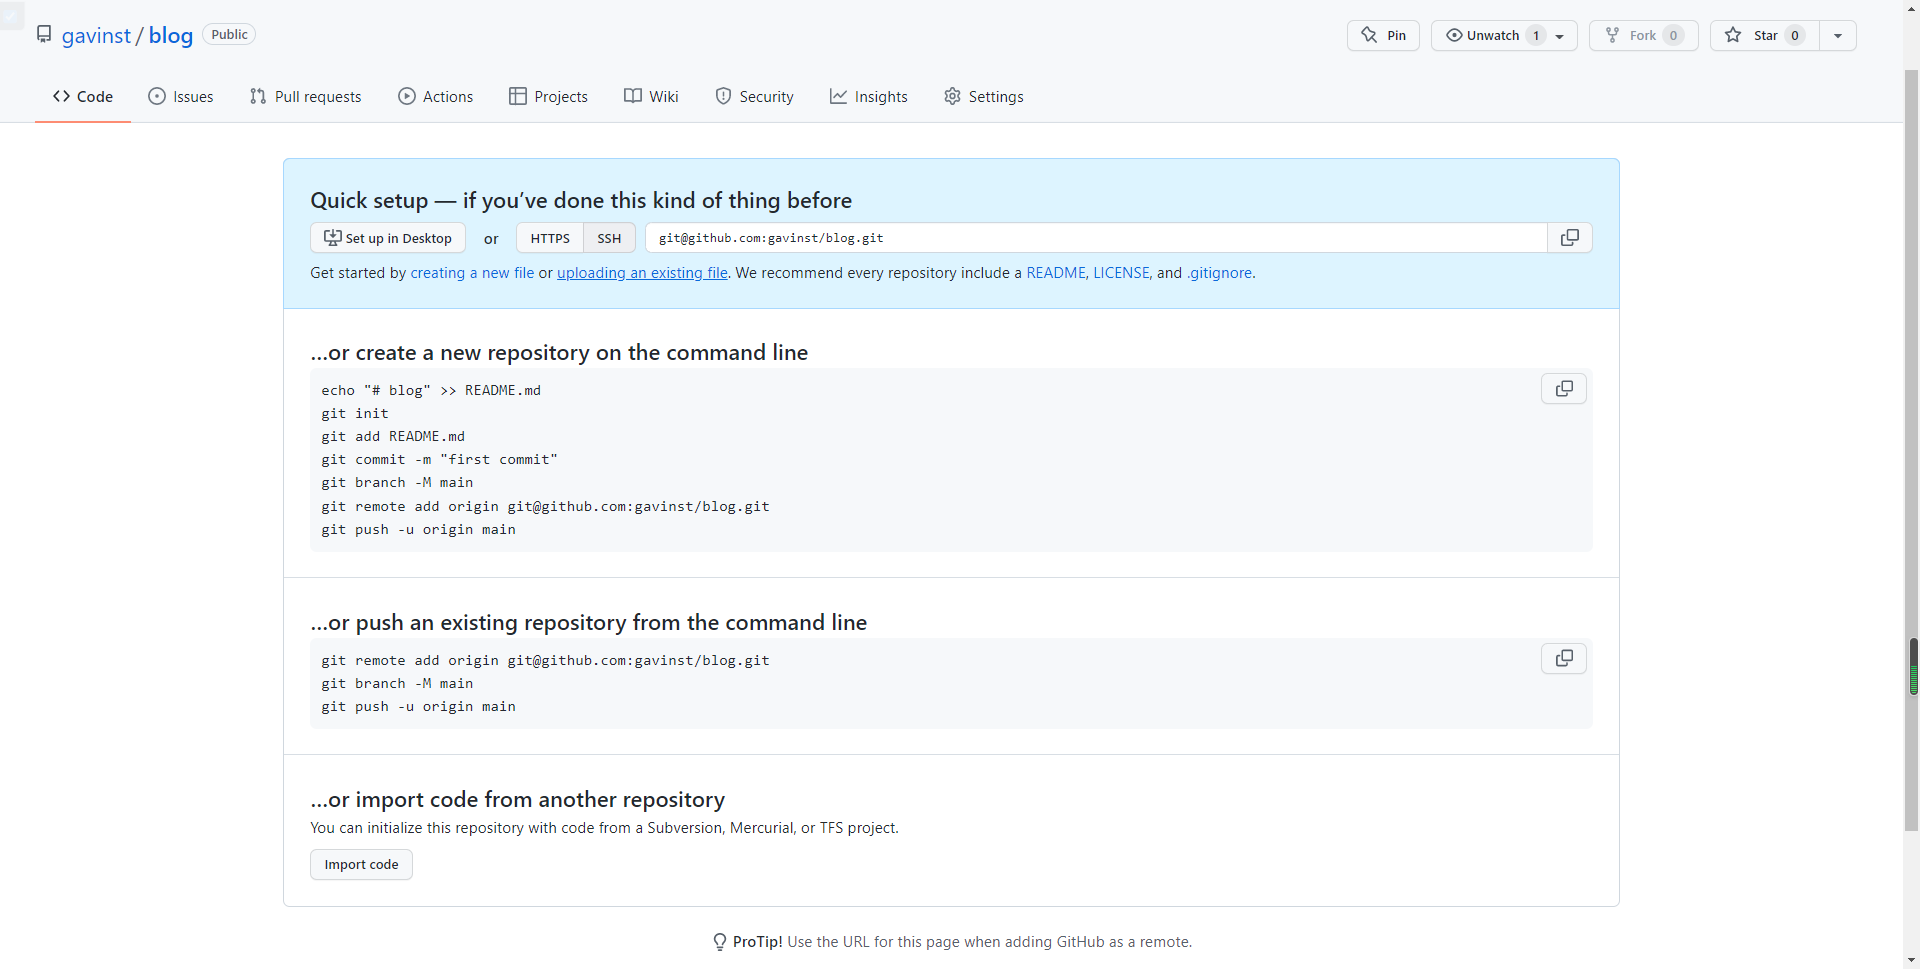 gavinst / blog Public
Pin
Unwatch 1
Fork 0
Star 0
Code Issues Pull requests Actions Projects Wiki Security Insights Settings
Quick setup — if you’ve done this kind of thing before
Set up in Desktop or HTTPS SSH git@github.com:gavinst/blog.git
Get started by creating a new file or uploading an existing file. We recommend every repository include a README, LICENSE, and .gitignore.
…or create a new repository on the command line
echo "# blog" >> README.md
git init
git add README.md
git commit -m "first commit"
git branch -M main
git remote add origin git@github.com:gavinst/blog.git
git push -u origin main
…or push an existing repository from the command line
git remote add origin git@github.com:gavinst/blog.git
git branch -M main
git push -u origin main
…or import code from another repository
You can initialize this repository with code from a Subversion, Mercurial, or TFS project.
Import code
ProTip! Use the URL for this page when adding GitHub as a remote.